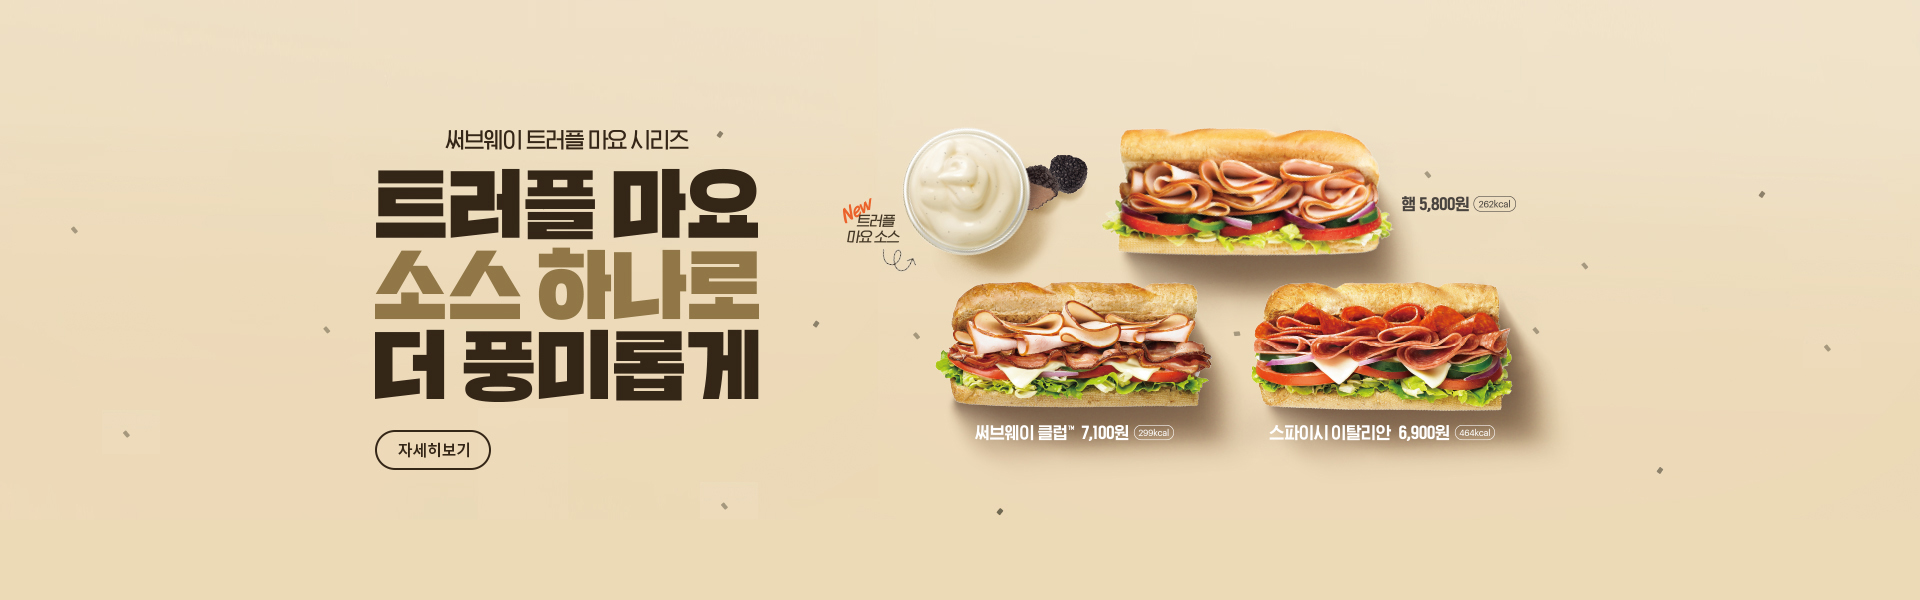 써브웨이 트러플 마요 시리즈
트러플 마요
소스 하나로
더 풍미롭게
자세히보기
New
트러플
마요 소스
햄 5,800원 262kcal
써브웨이 클럽™ 7,100원 299kcal
스파이시 이탈리안 6,900원 464kcal